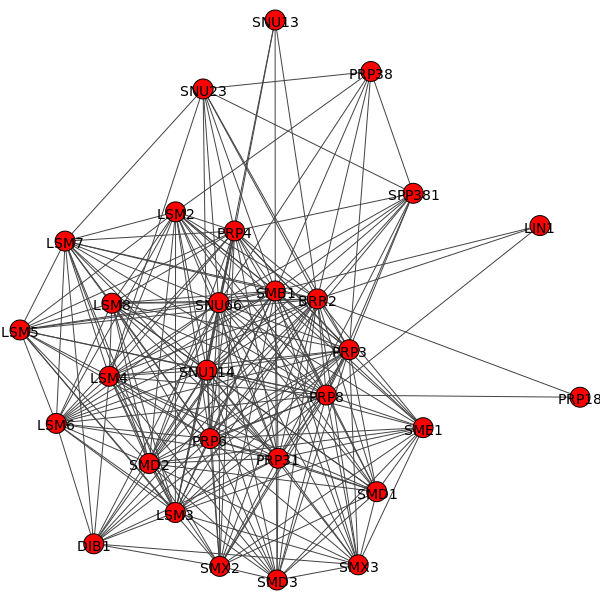 SNU13
PRP38
SNU23
SPP381
LSM2
LIN1
PRP4
LSM7
SMB1
BRR2
LSM8
SNU66
LSM5
PRP3
SNU114
LSM4
PRP8
PRP18
LSM6
SME1
PRP6
PRP31
SMD2
SMD1
LSM3
DIB1
SMX2
SMX3
SMD3